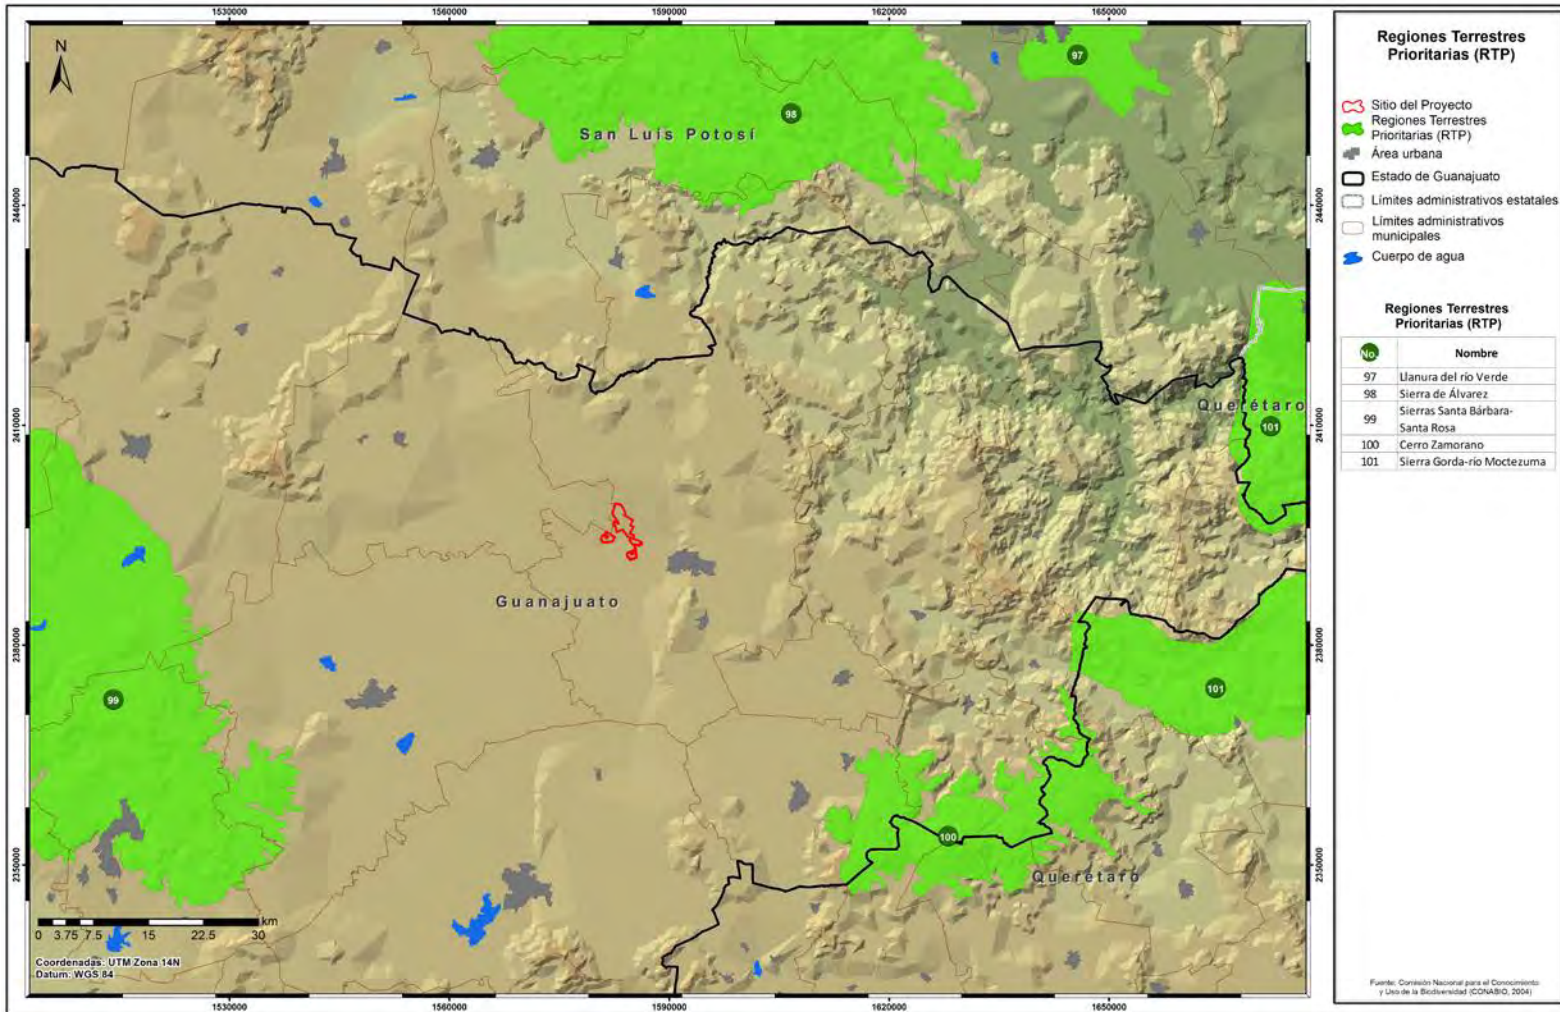 1530000
1560000
1590000
1620000
1650000
N
97
98
San Luís Potosí
2440000
2440000
Querétaro
2410000
2410000
101
Guanajuato
2380000
2380000
99
101
100
2350000
2350000
Querétaro
km
0 3.75 7.5 15 22.5 30
Coordenadas: UTM Zona 14N
Datum: WGS 84
1530000
1560000
1590000
1620000
1650000
Regiones Terrestres
Prioritarias (RTP)
Sitio del Proyecto
Regiones Terrestres
Prioritarias (RTP)
Área urbana
Estado de Guanajuato
Límites administrativos estatales
Límites administrativos
municipales
Cuerpo de agua
Regiones Terrestres
Prioritarias (RTP)
No. Nombre
97 Llanura del río Verde
98 Sierra de Álvarez
99 Sierras Santa Bárbara-
Santa Rosa
100 Cerro Zamorano
101 Sierra Gorda-río Moctezuma
Fuente: Comisión Nacional para el Conocimiento
y Uso de la Biodiversidad (CONABIO, 2004)